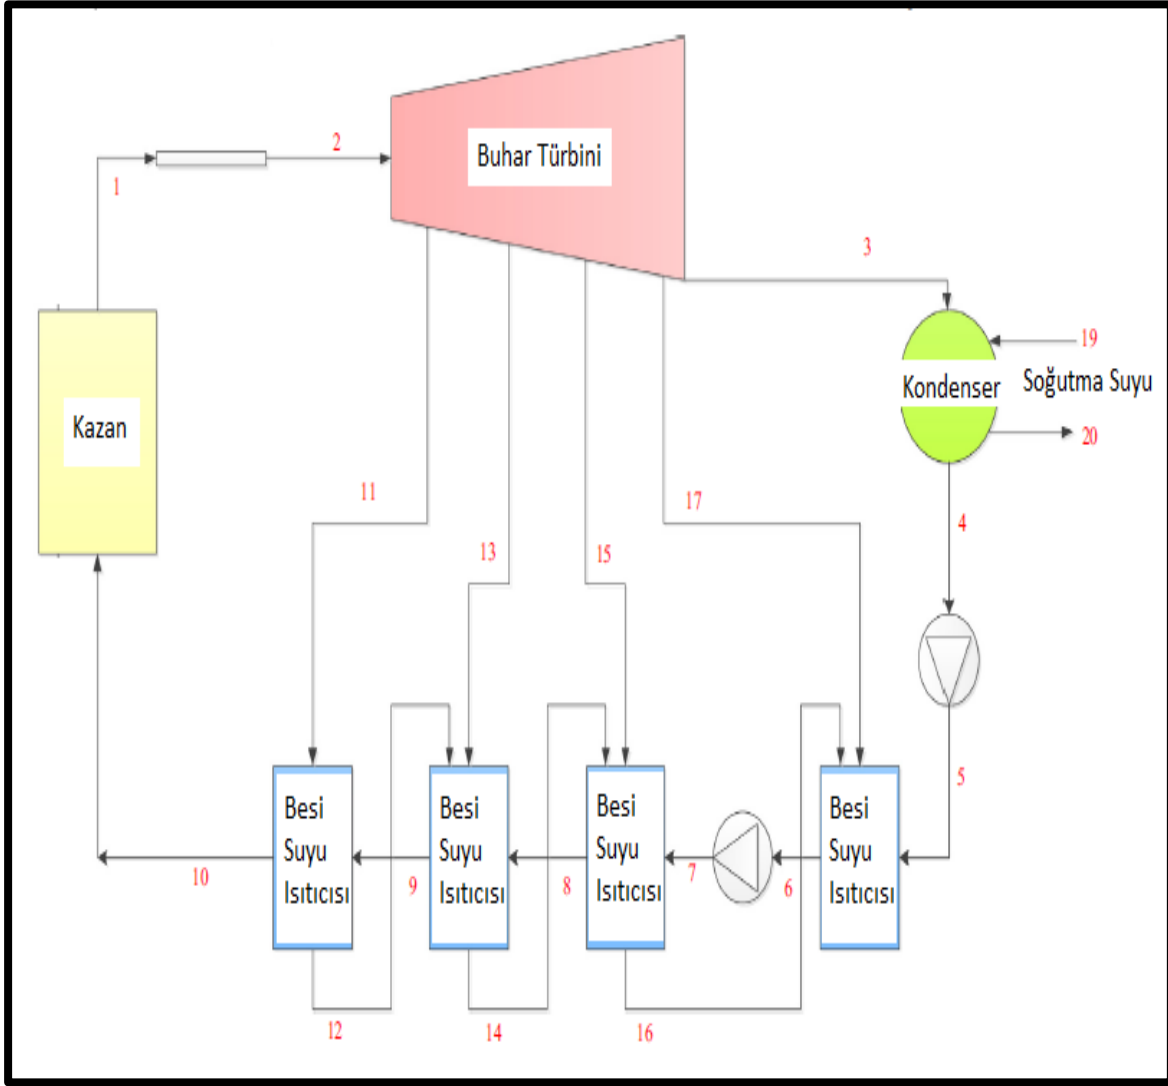 2
Buhar Türbini
1
3
19
Kondenser
Soğutma Suyu
20
Kazan
11
17
4
13
15
5
Besi
Suyu
Isıtıcısı
Besi
Suyu
Isıtıcısı
Besi
Suyu
Isıtıcısı
Besi
Suyu
Isıtıcısı
10
9
8
7
6
12
14
16